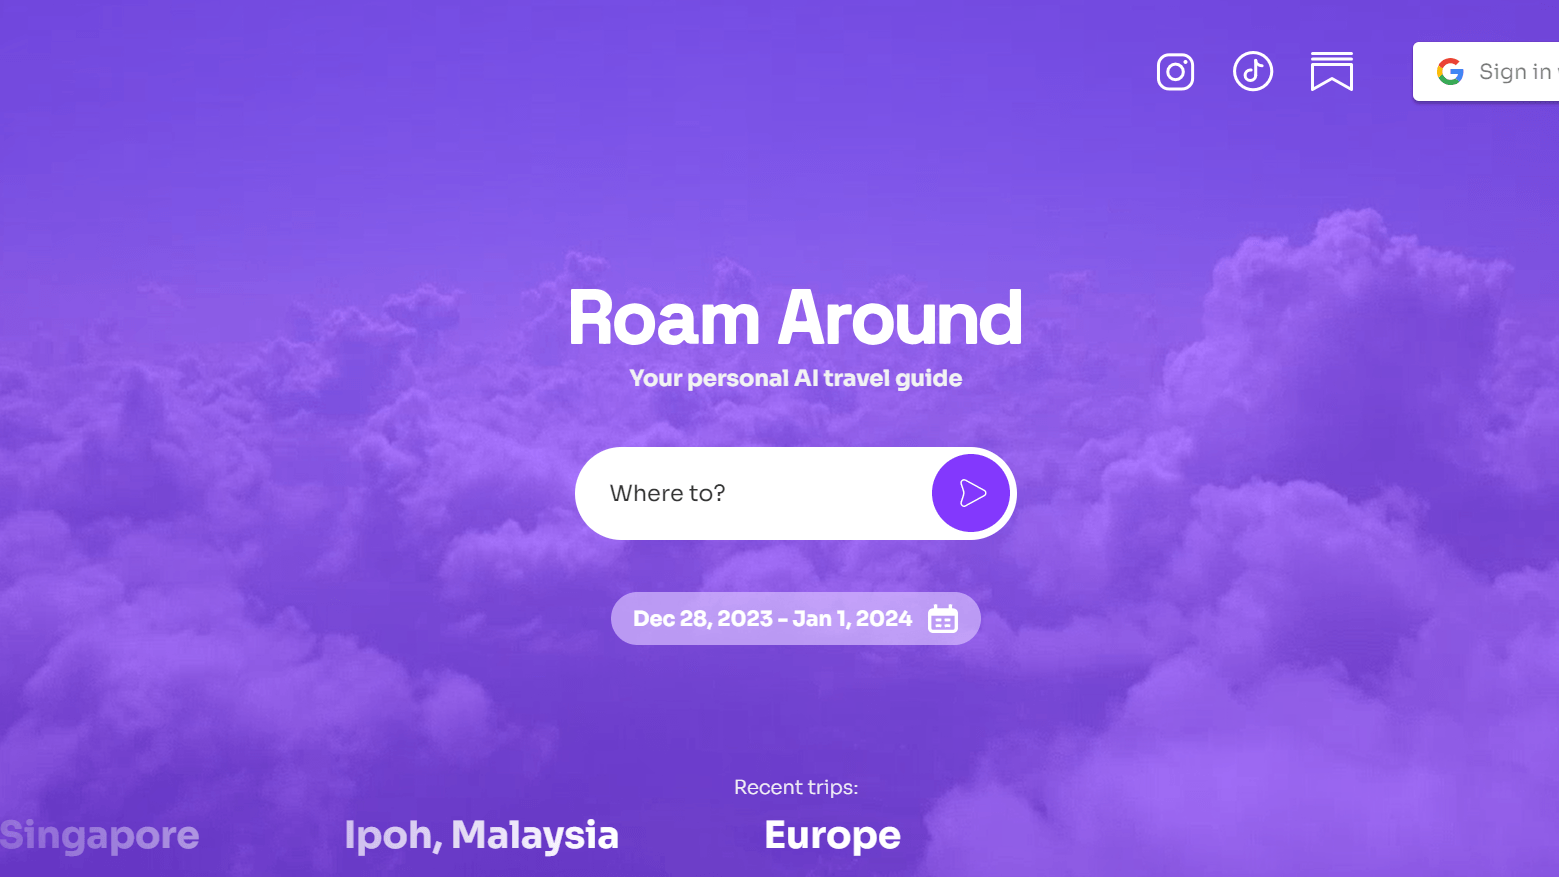 Sign in
Roam Around
Your personal AI travel guide
Where to?
Dec 28, 2023 - Jan 1, 2024
Recent trips:
Singapore
Ipoh, Malaysia
Europe